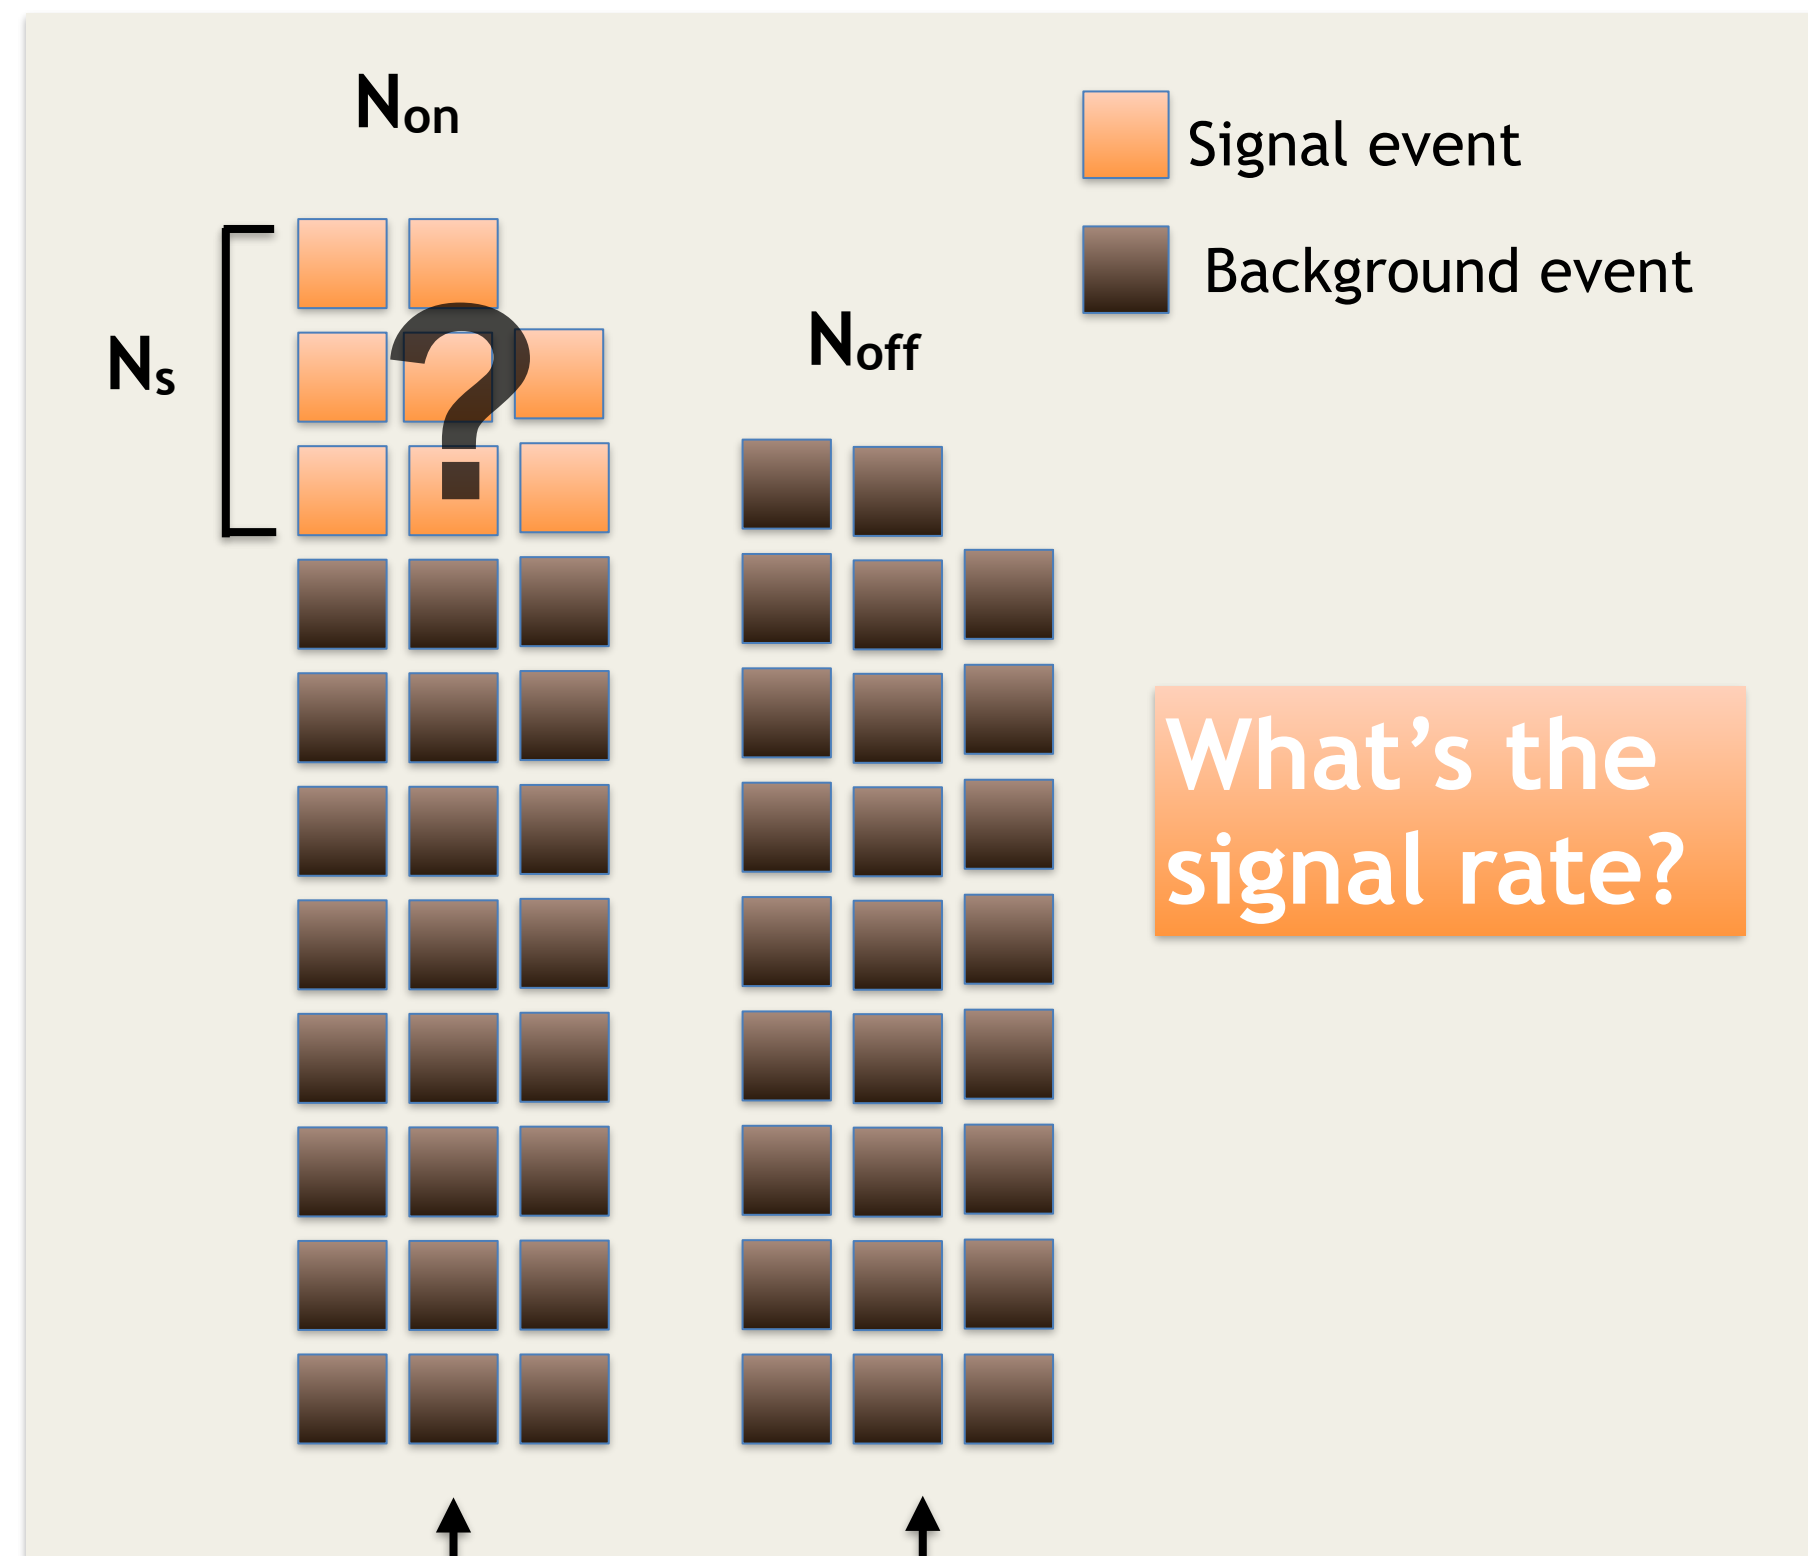 Non
Signal event
Background event
Ns
?
Noff
What’s the
signal rate?